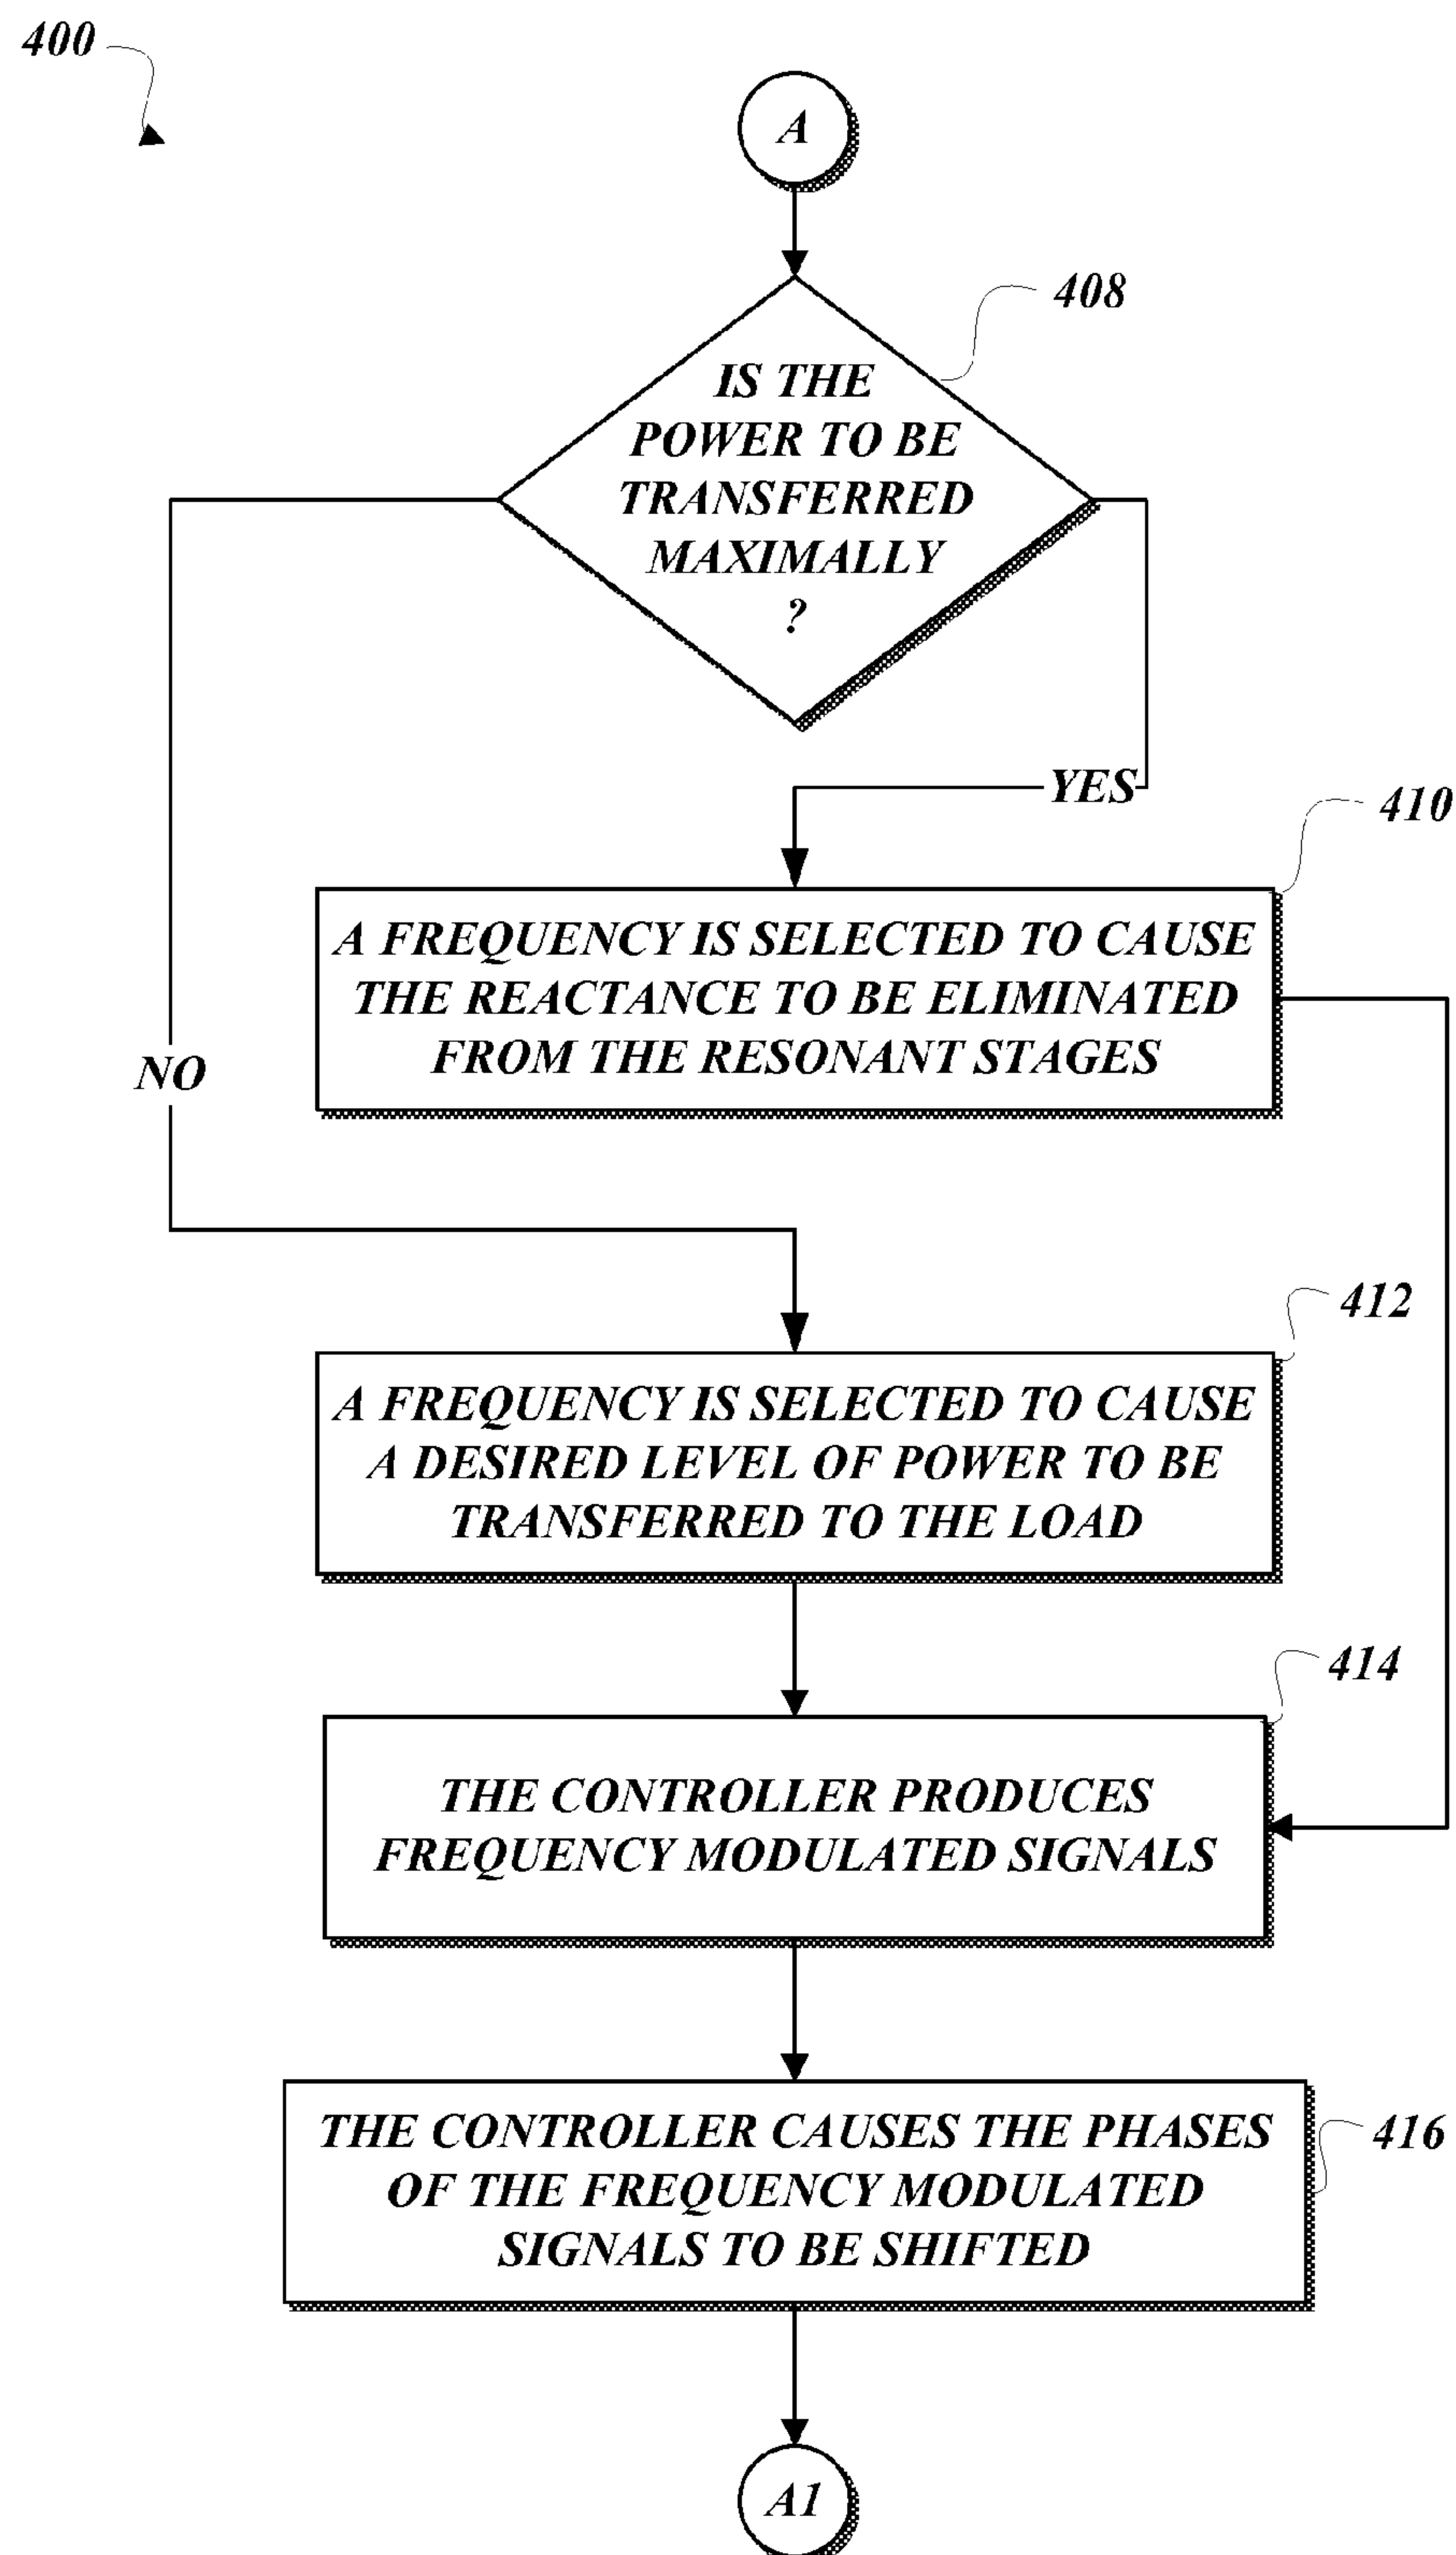 400
A
408
IS THE
POWER TO BE
TRANSFERRED
MAXIMALLY
?
YES
410
A FREQUENCY IS SELECTED TO CAUSE
THE REACTANCE TO BE ELIMINATED
FROM THE RESONANT STAGES
NO
412
A FREQUENCY IS SELECTED TO CAUSE
A DESIRED LEVEL OF POWER TO BE
TRANSFERRED TO THE LOAD
414
THE CONTROLLER PRODUCES
FREQUENCY MODULATED SIGNALS
416
THE CONTROLLER CAUSES THE PHASES
OF THE FREQUENCY MODULATED
SIGNALS TO BE SHIFTED
A1